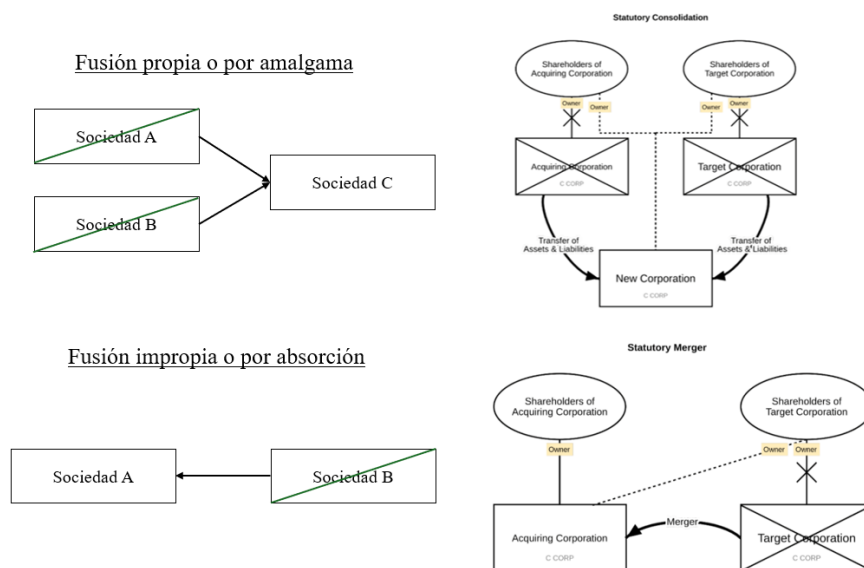 Fusión propia o por amalgama
Sociedad A
Sociedad B
Sociedad C
Statutory Consolidation
Shareholders of
Acquiring Corporation
Shareholders of
Target Corporation
Owner
Owner
Owner
Owner
Acquiring Corporation
C CORP
Target Corporation
C CORP
Transfer of
Assets & Liabilities
Transfer of
Assets & Liabilities
New Corporation
C CORP
Fusión impropia o por absorción
Sociedad A
Sociedad B
Statutory Merger
Shareholders of
Acquiring Corporation
Shareholders of
Target Corporation
Owner
Owner
Owner
Merger
Acquiring Corporation
C CORP
Target Corporation
C CORP